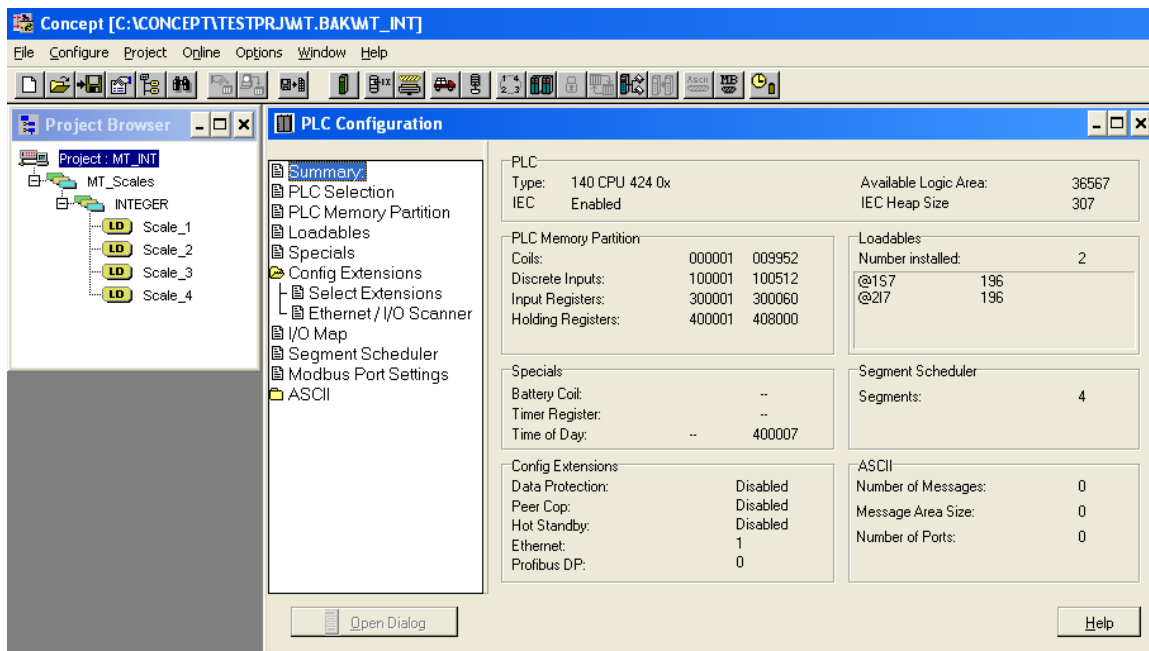 Concept [C:\CONCEPT\TESTPRJ\MT.BAK\MT_INT]
File Configure Project Online Options Window Help
Project Browser
Project : MT_INT
MT_Scales
INTEGER
LD Scale_1
LD Scale_2
LD Scale_3
LD Scale_4
PLC Configuration
Summary:
PLC Selection
PLC Memory Partition
Loadables
Specials
Config Extensions
Select Extensions
Ethernet / I/O Scanner
I/O Map
Segment Scheduler
Modbus Port Settings
ASCII
Open Dialog
PLC
Type: 140 CPU 424 0x Available Logic Area: 36567
IEC Enabled IEC Heap Size 307
PLC Memory Partition
Coils: 000001 009952
Discrete Inputs: 100001 100512
Input Registers: 300001 300060
Holding Registers: 400001 408000
Loadables
Number installed: 2
@1S7 196
@2I7 196
Specials
Battery Coil: --
Timer Register: --
Time of Day: -- 400007
Segment Scheduler
Segments: 4
Config Extensions
Data Protection: Disabled
Peer Cop: Disabled
Hot Standby: Disabled
Ethernet: 1
Profibus DP: 0
ASCII
Number of Messages: 0
Message Area Size: 0
Number of Ports: 0
Help